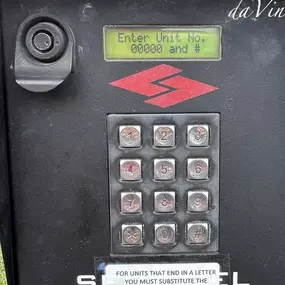 daVin
Enter Unit No.
00000 and #
1 2 3
4 5 6
7 8 9
* 0 #
FOR UNITS THAT END IN A LETTER
YOU MUST SUBSTITUTE THE